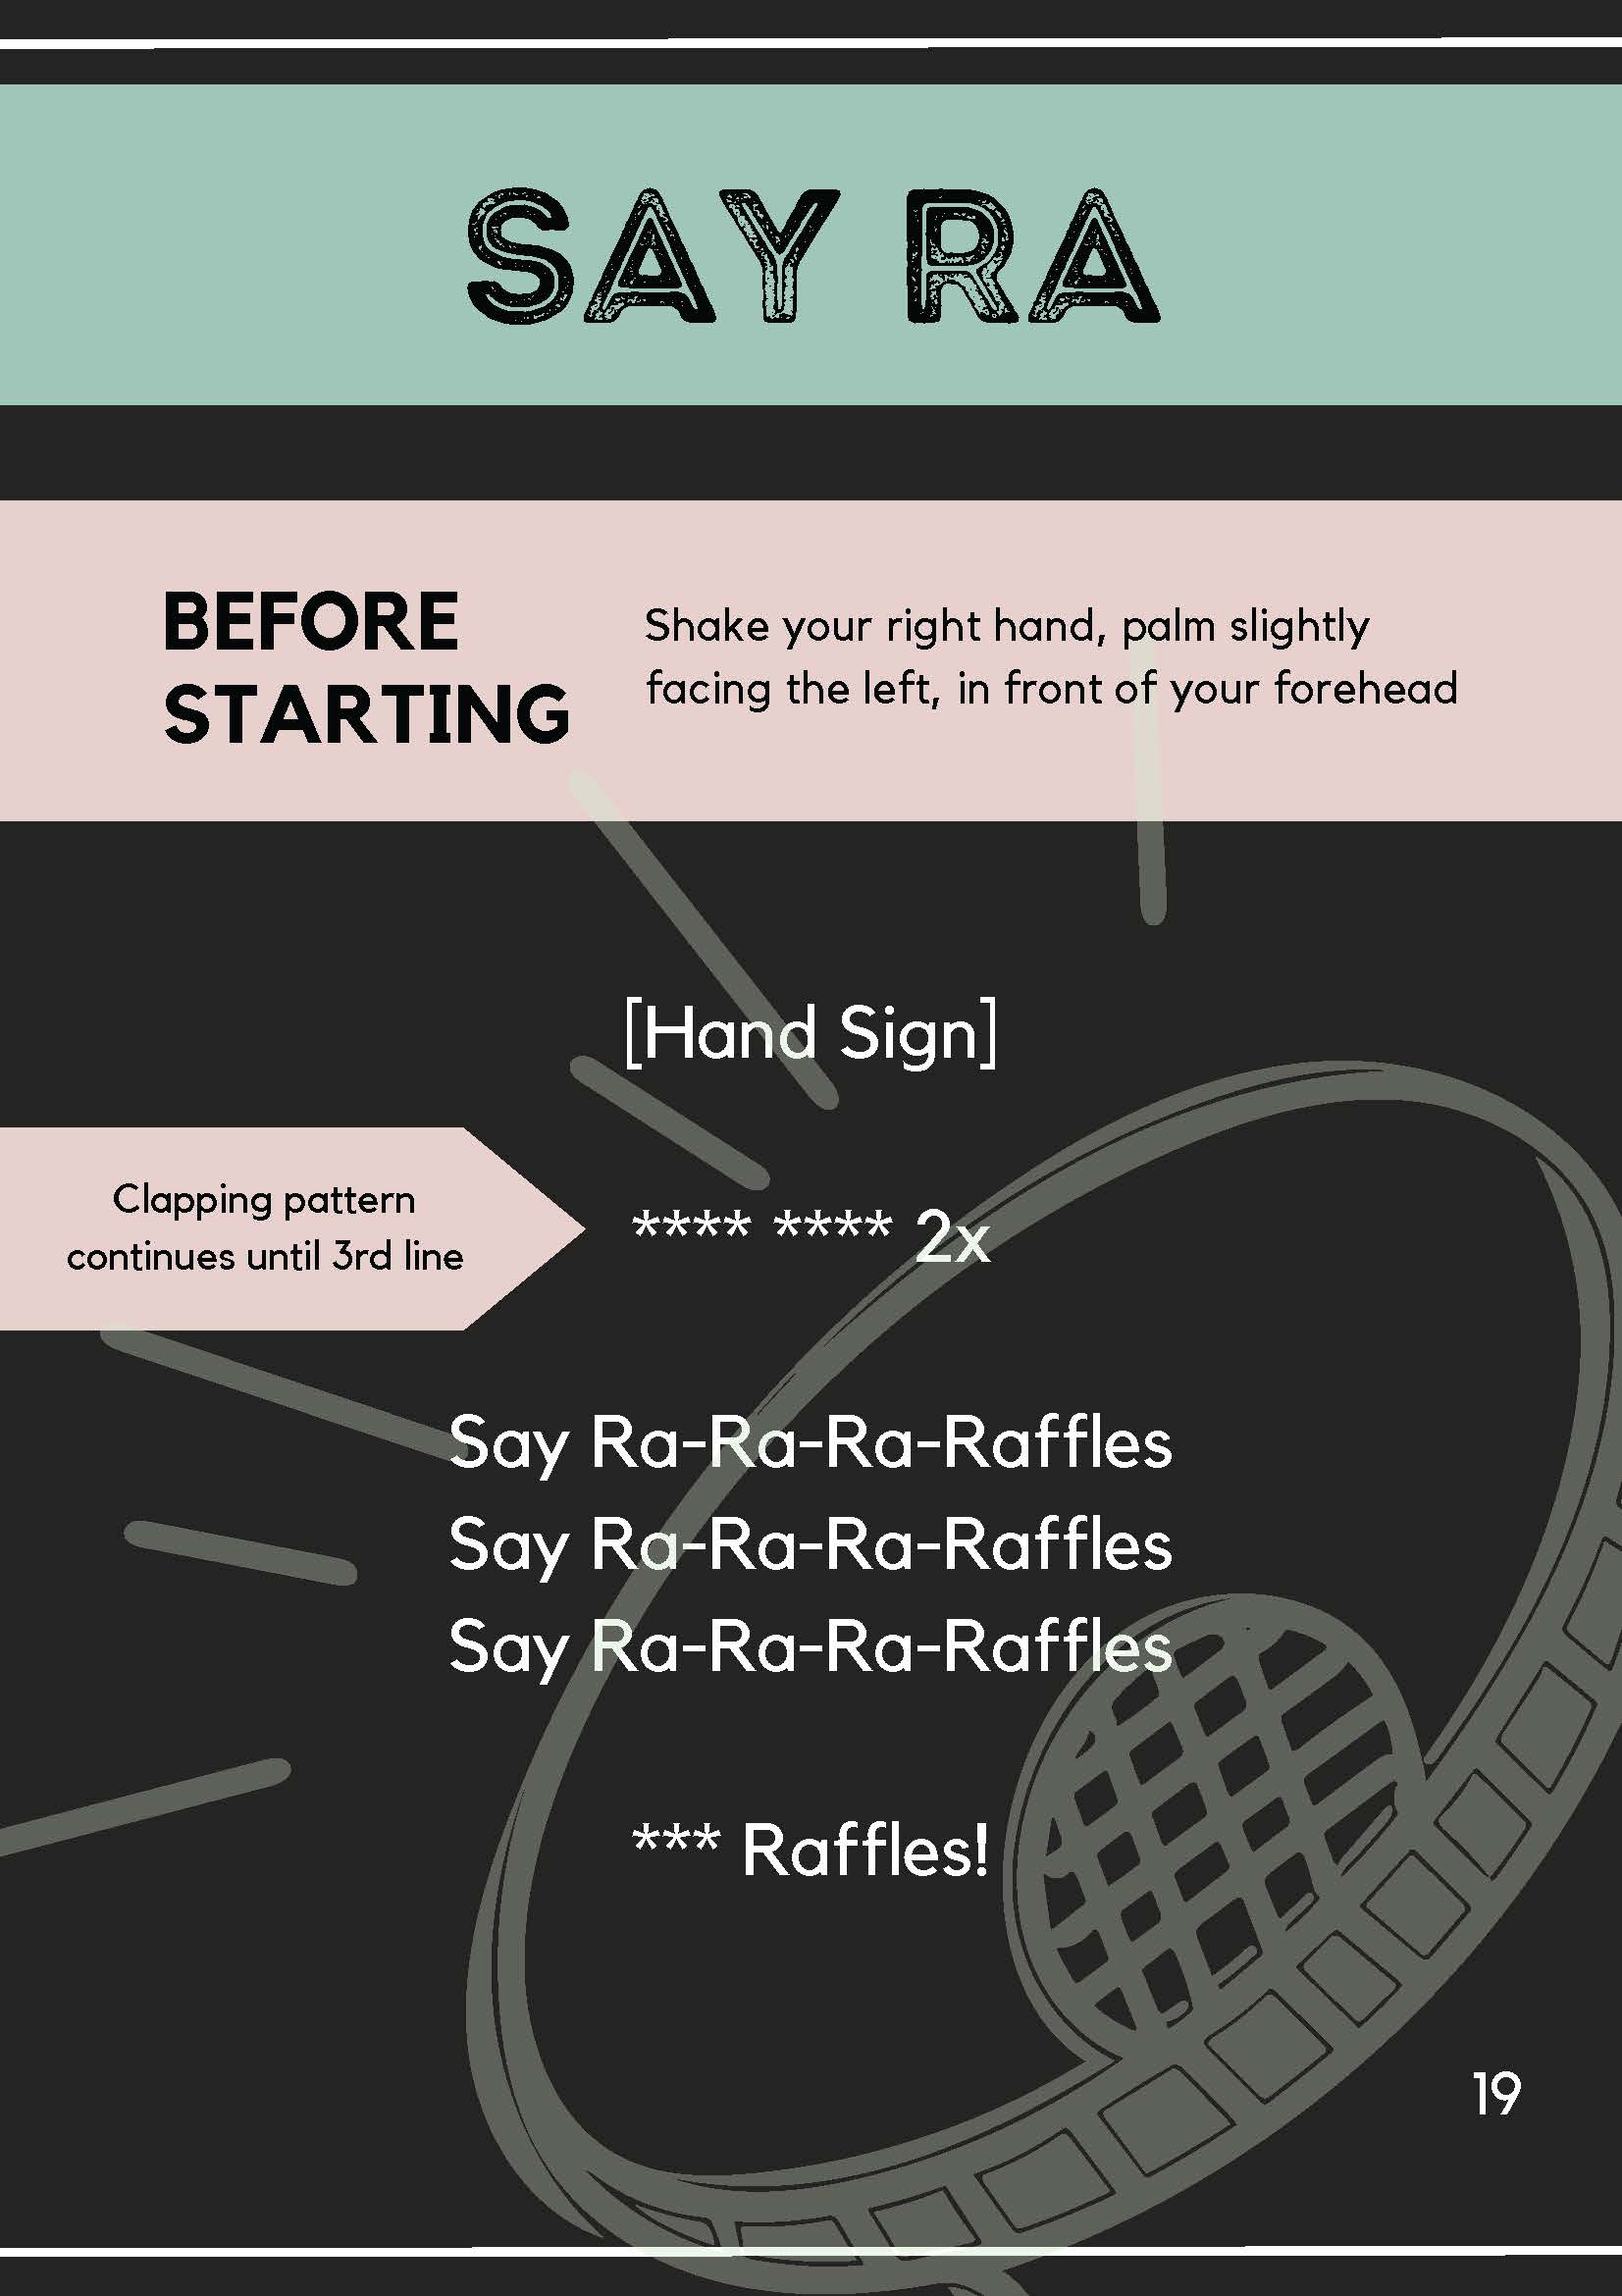 SAY RA
BEFORE
STARTING
Shake your right hand, palm slightly
facing the left, in front of your forehead
[Hand Sign]
Clapping pattern
continues until 3rd line
**** **** 2x
Say Ra-Ra-Ra-Raffles
Say Ra-Ra-Ra-Raffles
Say Ra-Ra-Ra-Raffles
*** Raffles!
19